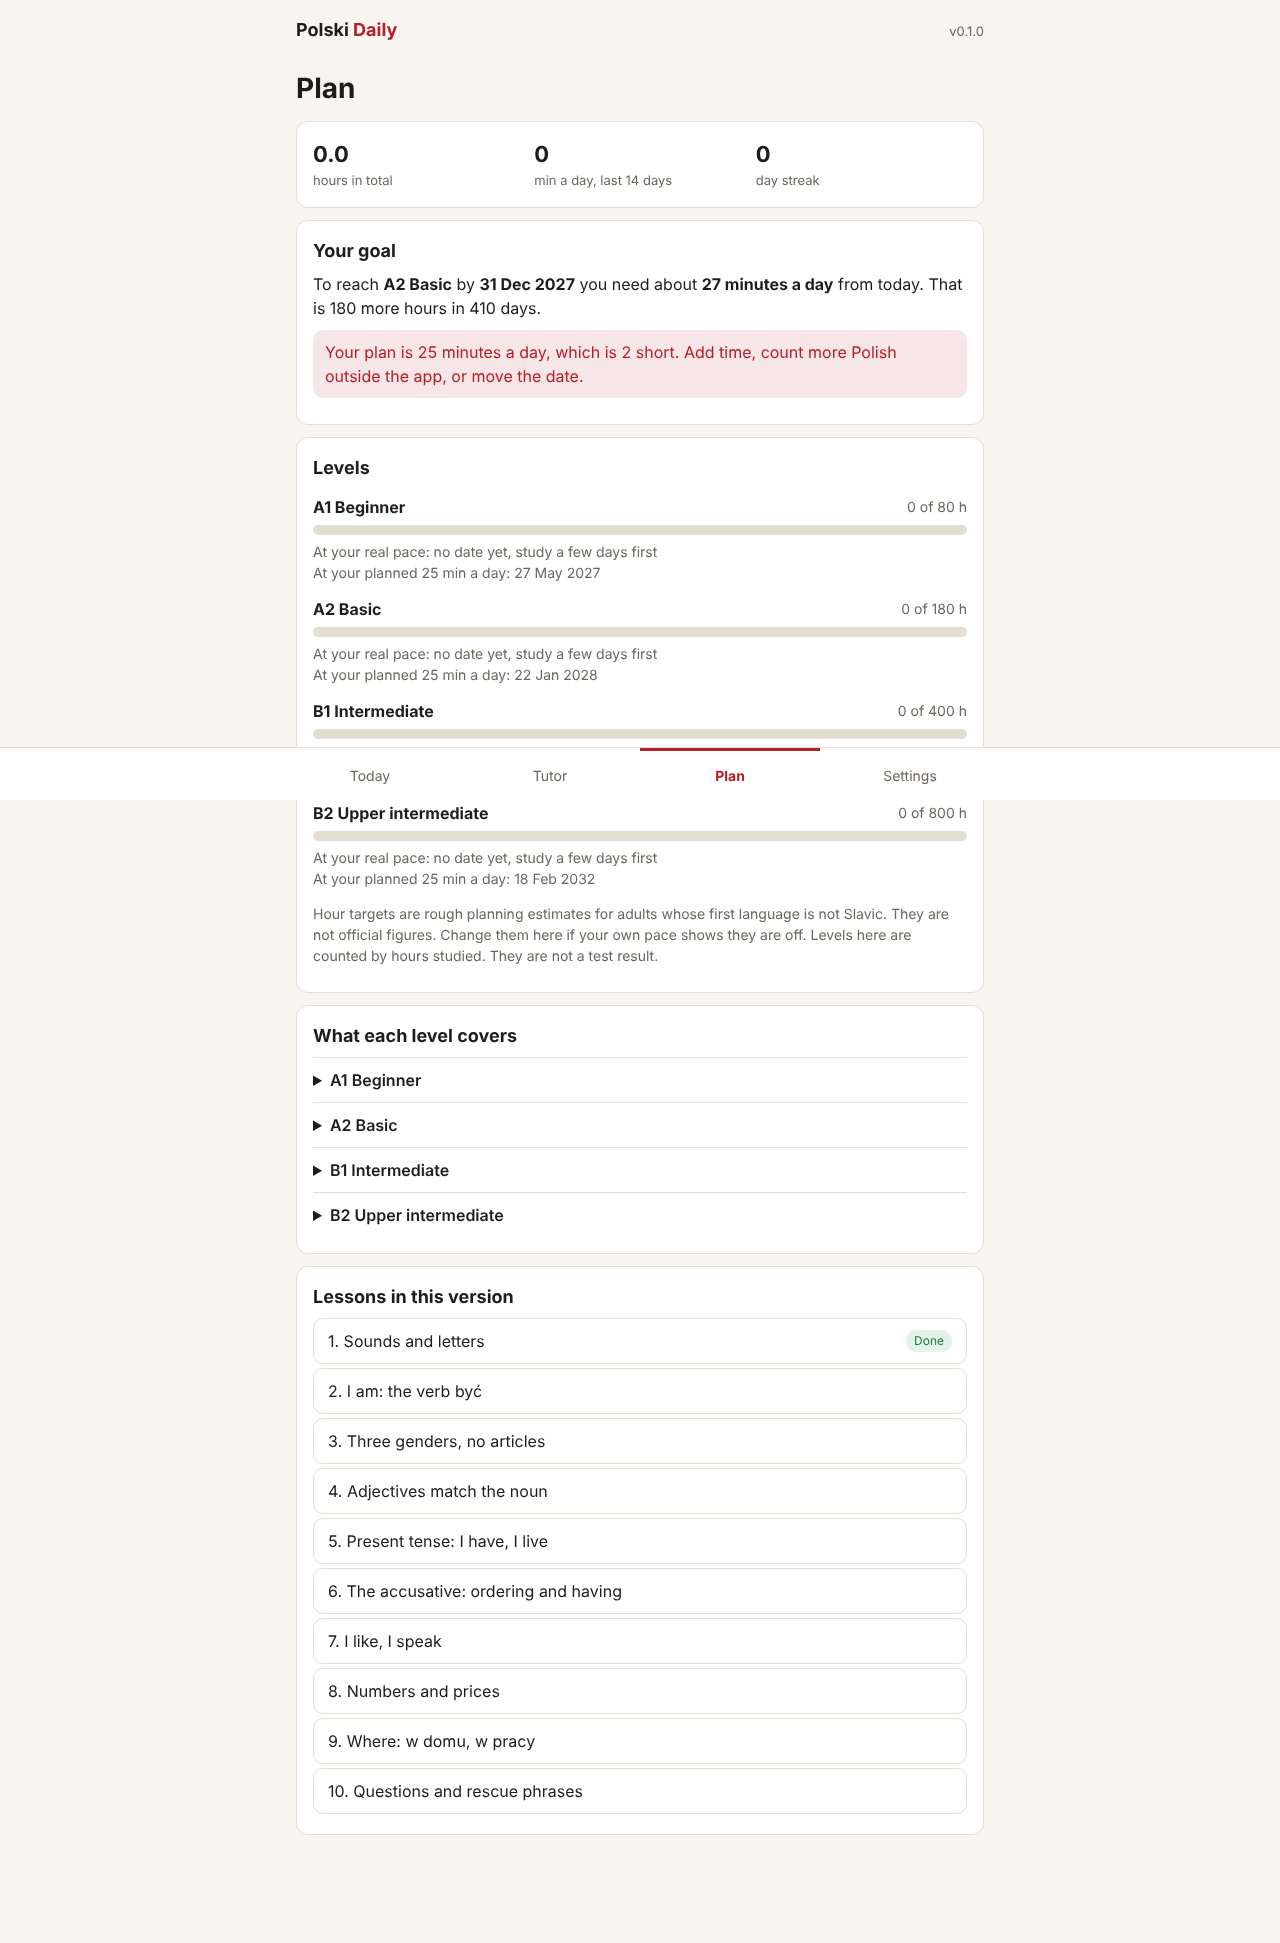 Polski Daily
v0.1.0
Plan
0.0
hours in total
0
min a day, last 14 days
0
day streak
Your goal
To reach A2 Basic by 31 Dec 2027 you need about 27 minutes a day from today. That
is 180 more hours in 410 days.
Your plan is 25 minutes a day, which is 2 short. Add time, count more Polish
outside the app, or move the date.
Levels
A1 Beginner
0 of 80 h
At your real pace: no date yet, study a few days first
At your planned 25 min a day: 27 May 2027
A2 Basic
0 of 180 h
At your real pace: no date yet, study a few days first
At your planned 25 min a day: 22 Jan 2028
B1 Intermediate
0 of 400 h
Today
Tutor
Plan
Settings
B2 Upper intermediate
0 of 800 h
At your real pace: no date yet, study a few days first
At your planned 25 min a day: 18 Feb 2032
Hour targets are rough planning estimates for adults whose first language is not Slavic. They are
not official figures. Change them here if your own pace shows they are off. Levels here are
counted by hours studied. They are not a test result.
What each level covers
A1 Beginner
A2 Basic
B1 Intermediate
B2 Upper intermediate
Lessons in this version
1. Sounds and letters
Done
2. I am: the verb być
3. Three genders, no articles
4. Adjectives match the noun
5. Present tense: I have, I live
6. The accusative: ordering and having
7. I like, I speak
8. Numbers and prices
9. Where: w domu, w pracy
10. Questions and rescue phrases